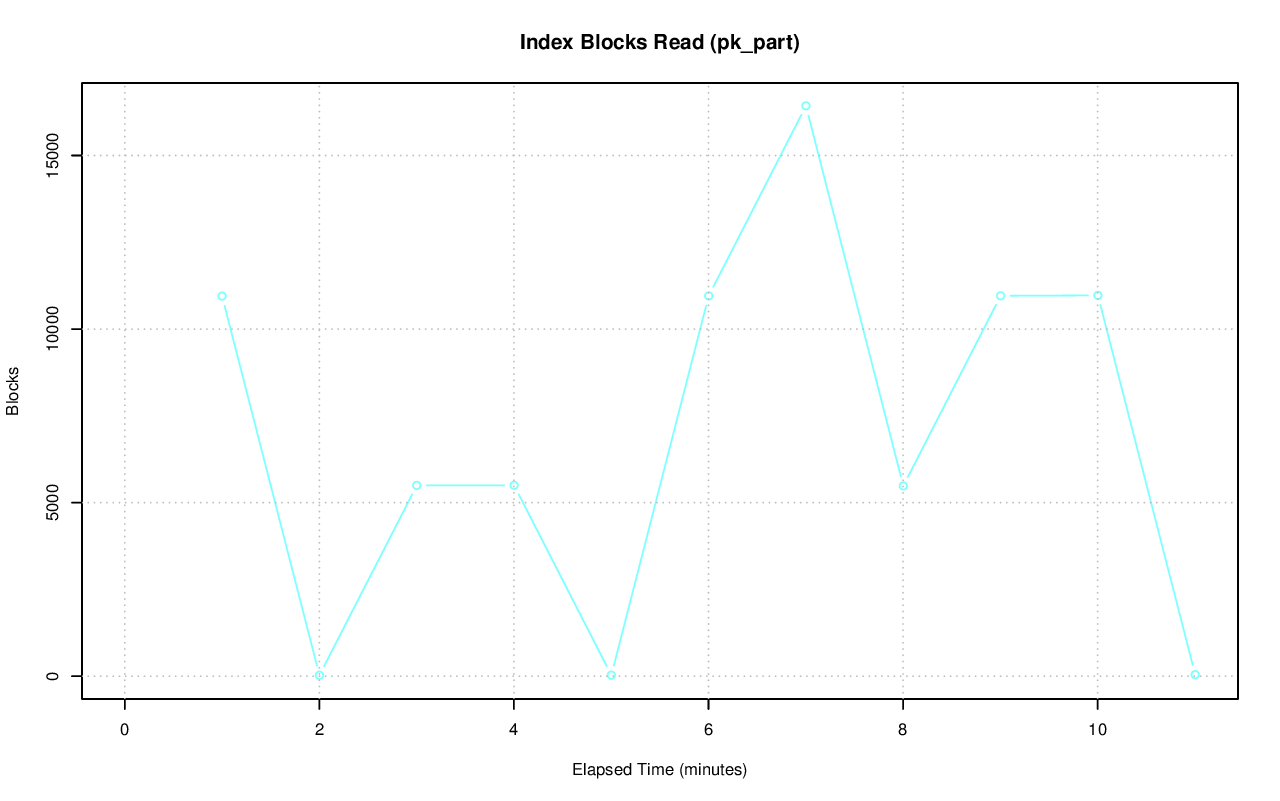 Index Blocks Read (pk_part)
15000
10000
5000
0
Blocks
0 2 4 6 8 10
Elapsed Time (minutes)